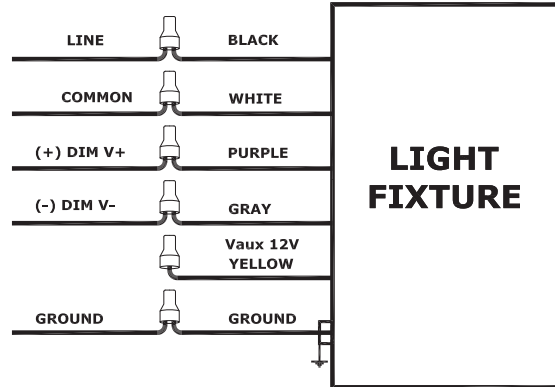 LINE BLACK
COMMON WHITE
(+) DIM V+ PURPLE
(-) DIM V- GRAY
Vaux 12V
YELLOW
GROUND GROUND
LIGHT
FIXTURE